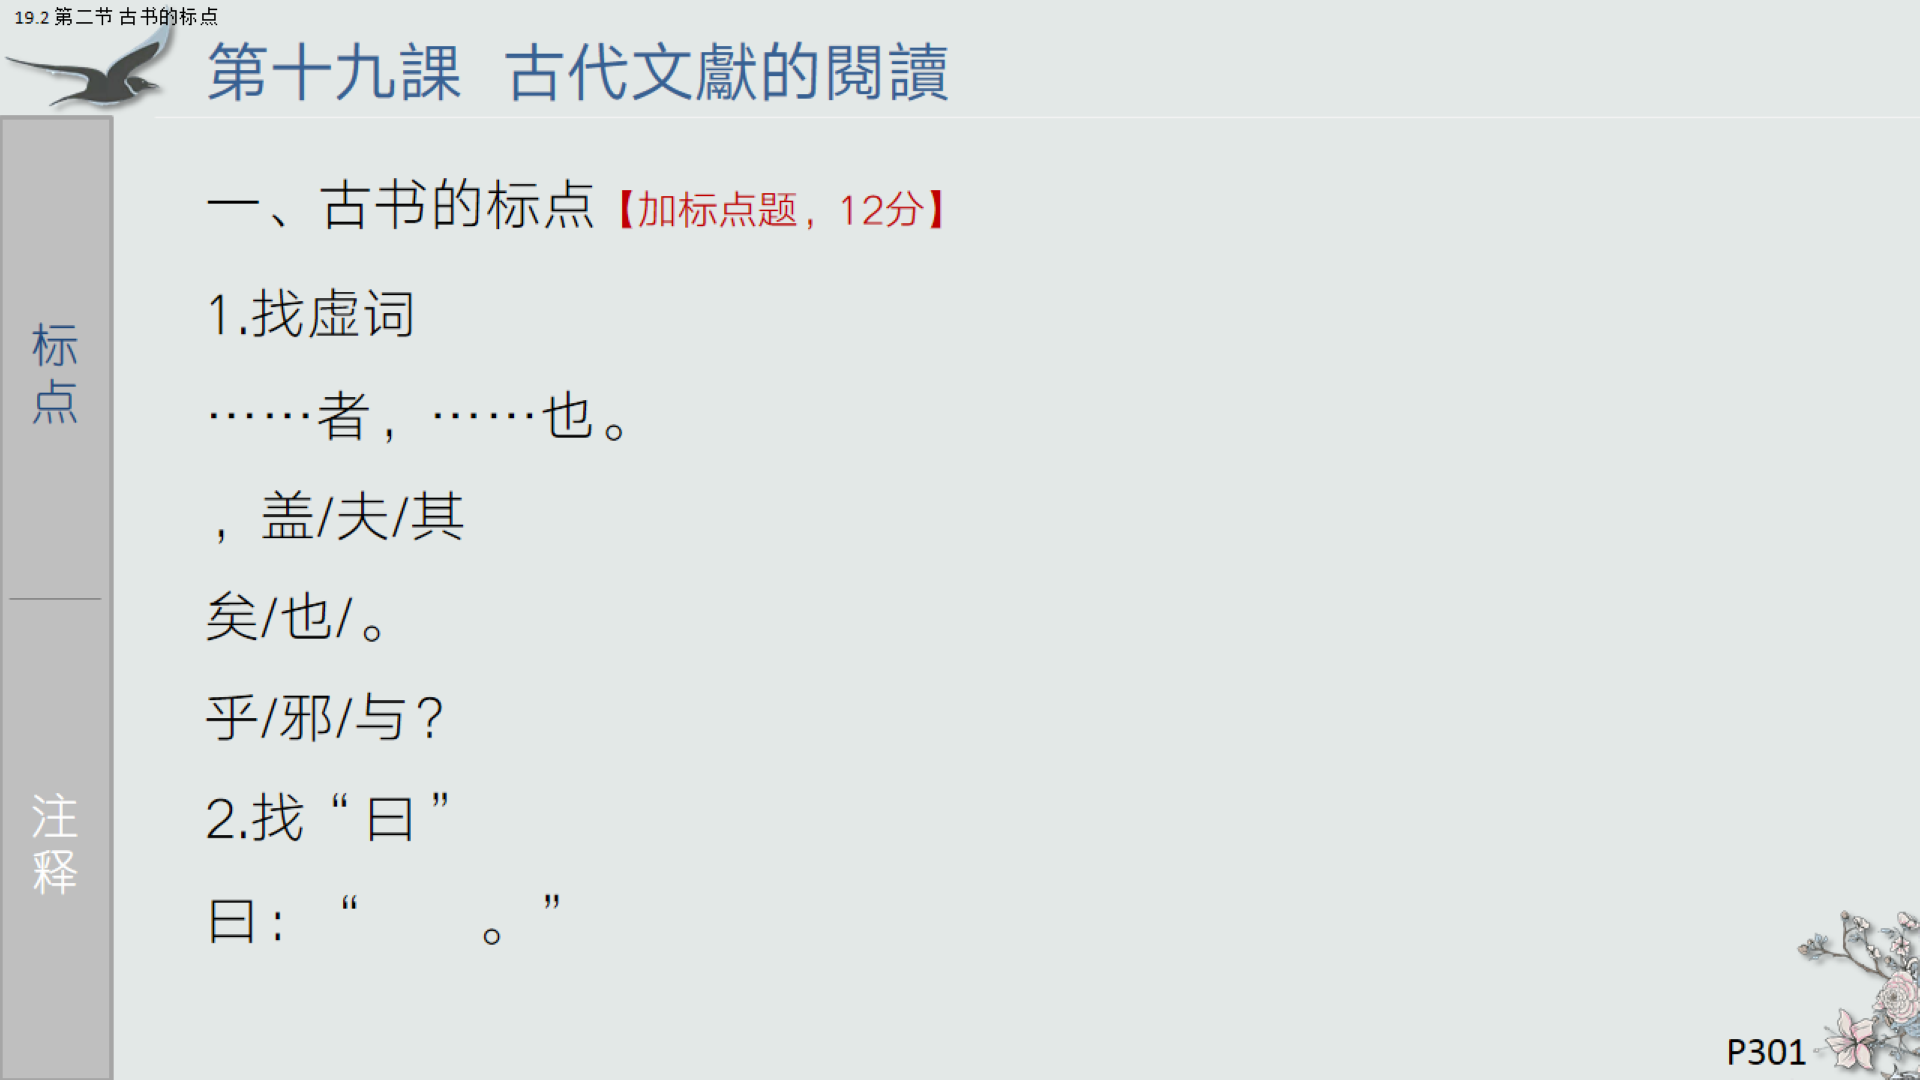 19.2 第二节 古书的标点
第十九課 古代文獻的閱讀
标点
注释
一、古书的标点【加标点题，12分】
1.找虚词
……者，……也。
，盖/夫/其
矣/也/。
乎/邪/与？
2.找“曰”
曰：“　　。”
P301